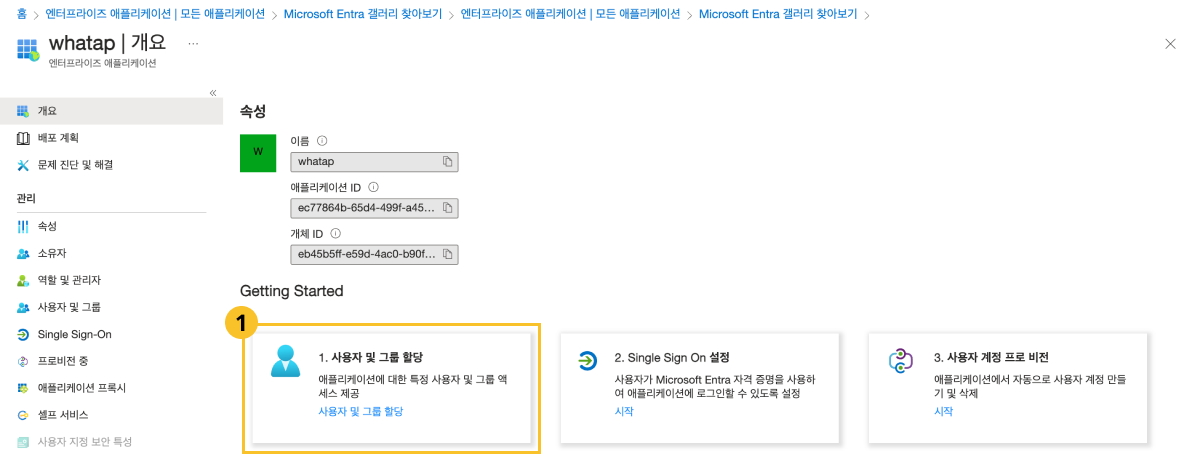 홈 > 엔터프라이즈 애플리케이션 | 모든 애플리케이션 > Microsoft Entra 갤러리 찾아보기 > 엔터프라이즈 애플리케이션 | 모든 애플리케이션 > Microsoft Entra 갤러리 찾아보기 >
whatap | 개요 ...
엔터프라이즈 애플리케이션
«
개요
배포 계획
문제 진단 및 해결
관리
속성
소유자
역할 및 관리자
사용자 및 그룹
Single Sign-On
프로비전 중
애플리케이션 프록시
셀프 서비스
사용자 지정 보안 특성
속성
W
이름
whatap
애플리케이션 ID
ec77864b-65d4-499f-a45...
개체 ID
eb45b5ff-e59d-4ac0-b90f...
Getting Started
1
1. 사용자 및 그룹 할당
애플리케이션에 대한 특정 사용자 및 그룹 액
세스 제공
사용자 및 그룹 할당
2. Single Sign On 설정
사용자가 Microsoft Entra 자격 증명을 사용하
여 애플리케이션에 로그인할 수 있도록 설정
시작
3. 사용자 계정 프로 비전
애플리케이션에서 자동으로 사용자 계정 만들
기 및 삭제
시작